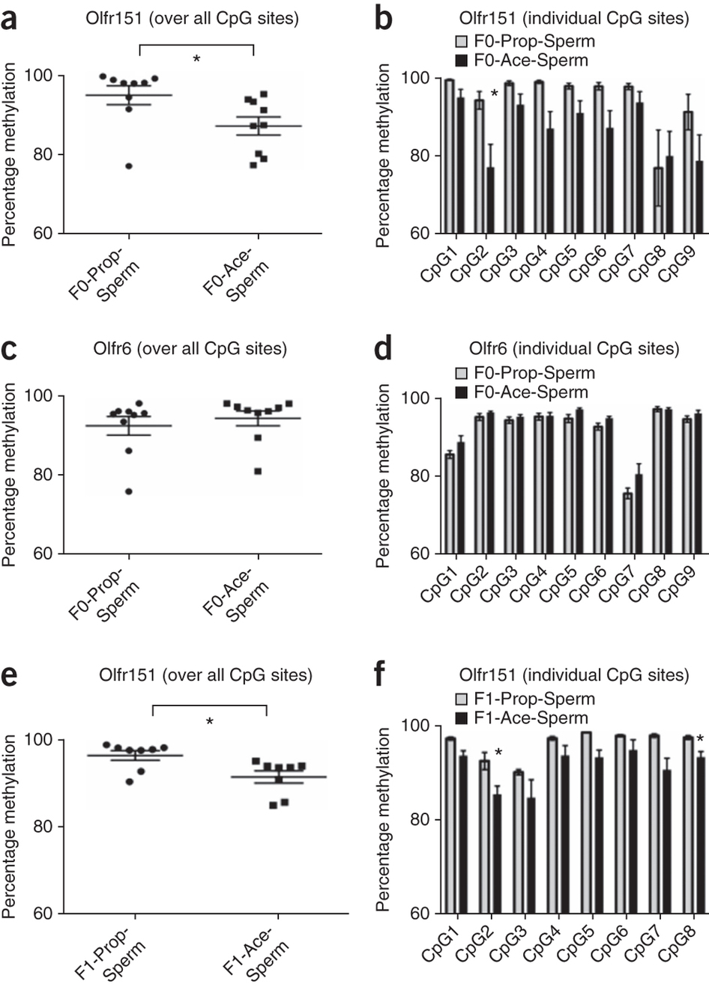 a
Olfr151 (over all CpG sites)
*
Percentage methylation
100
80
60
F0-Prop-
Sperm
F0-Ace-
Sperm
b
Olfr151 (individual CpG sites)
F0-Prop-Sperm
F0-Ace-Sperm
*
Percentage methylation
100
80
60
CpG1
CpG2
CpG3
CpG4
CpG5
CpG6
CpG7
CpG8
CpG9
c
Olfr6 (over all CpG sites)
Percentage methylation
100
80
60
F0-Prop-
Sperm
F0-Ace-
Sperm
d
Olfr6 (individual CpG sites)
F0-Prop-Sperm
F0-Ace-Sperm
Percentage methylation
100
80
60
CpG1
CpG2
CpG3
CpG4
CpG5
CpG6
CpG7
CpG8
CpG9
e
Olfr151 (over all CpG sites)
*
Percentage methylation
100
80
60
F1-Prop-
Sperm
F1-Ace-
Sperm
f
Olfr151 (individual CpG sites)
F1-Prop-Sperm
F1-Ace-Sperm
*
*
Percentage methylation
100
80
60
CpG1
CpG2
CpG3
CpG4
CpG5
CpG6
CpG7
CpG8